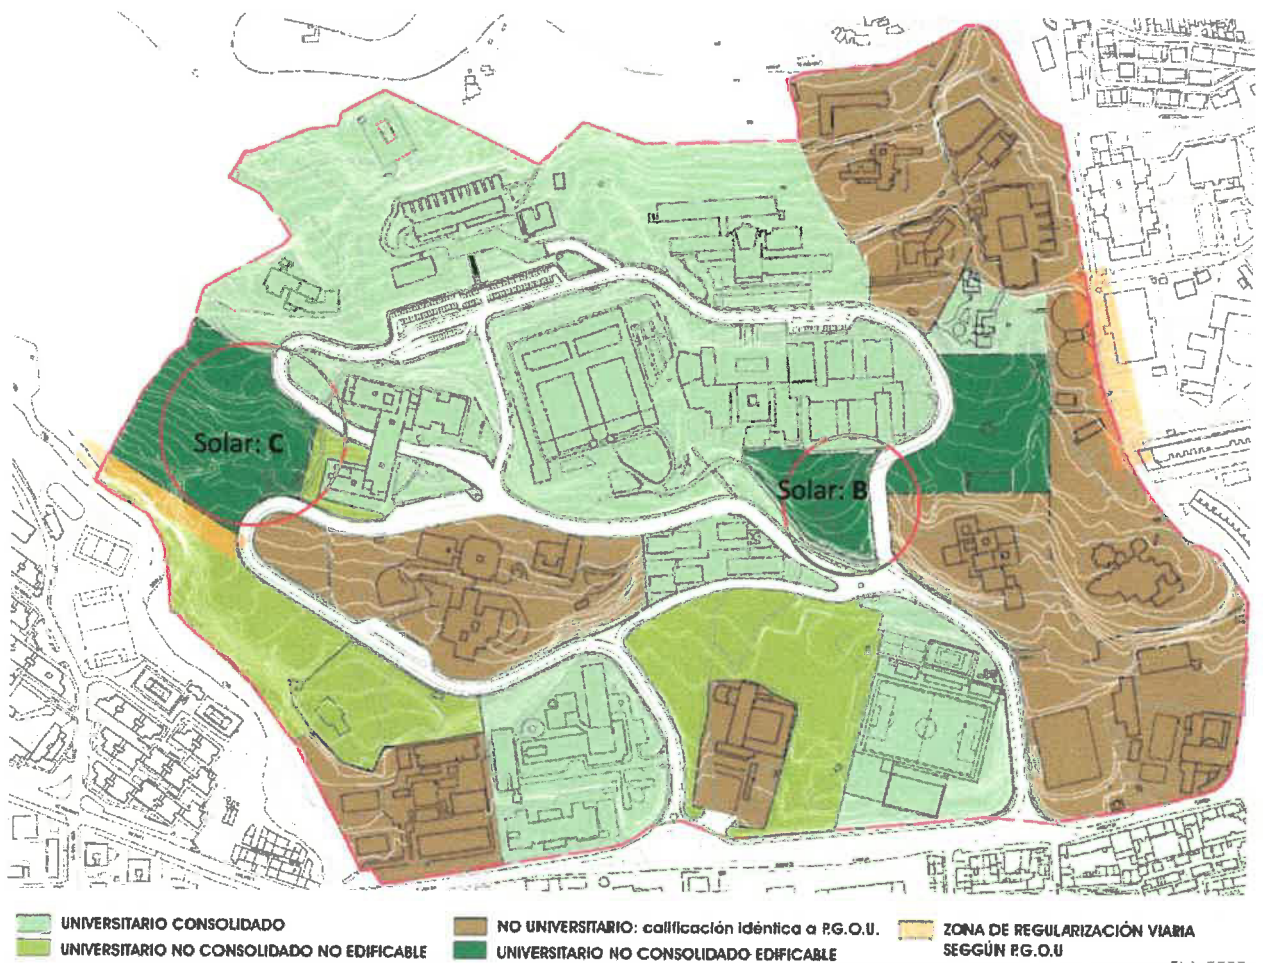 Solar: C
Solar: B
UNIVERSITARIO CONSOLIDADO
UNIVERSITARIO NO CONSOLIDADO NO EDIFICABLE
NO UNIVERSITARIO: calificación idéntica a P.G.O.U.
UNIVERSITARIO NO CONSOLIDADO EDIFICABLE
ZONA DE REGULARIZACIÓN VIARIA
SEGGÚN P.G.O.U